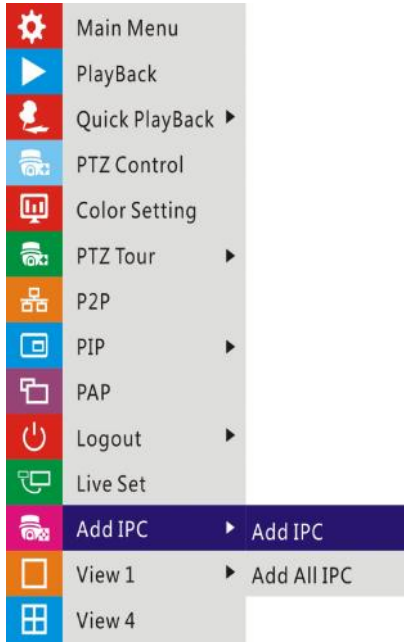 Main Menu
PlayBack
Quick PlayBack
PTZ Control
Color Setting
PTZ Tour
P2P
PIP
PAP
Logout
Live Set
Add IPC Add IPC
View 1 Add All IPC
View 4